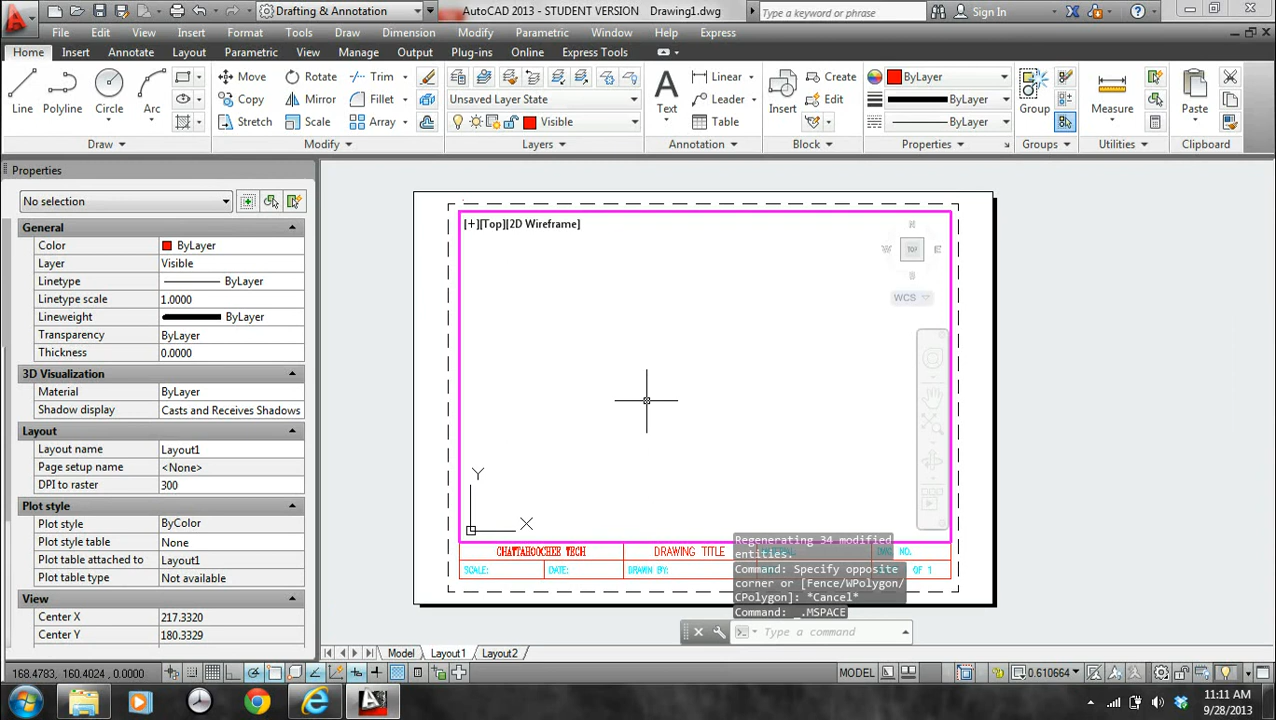 Drafting & Annotation
AutoCAD 2013 - STUDENT VERSION Drawing1.dwg
Type a keyword or phrase
Sign In
File Edit View Insert Format Tools Draw Dimension Modify Parametric Window Help Express
Home Insert Annotate Layout Parametric View Manage Output Plug-ins Online Express Tools
Line Polyline Circle Arc
Move Rotate Trim
Copy Mirror Fillet
Stretch Scale Array
Unsaved Layer State
Visible
Text
Linear
Leader
Table
Insert
Create
Edit
ByLayer
ByLayer
ByLayer
Group
Measure
Paste
Draw Modify Layers Annotation Block Properties Groups Utilities Clipboard
Properties
No selection
General
Color ByLayer
Layer Visible
Linetype ByLayer
Linetype scale 1.0000
Lineweight ByLayer
Transparency ByLayer
Thickness 0.0000
3D Visualization
Material ByLayer
Shadow display Casts and Receives Shadows
Layout
Layout name Layout1
Page setup name <None>
DPI to raster 300
Plot style
Plot style ByColor
Plot style table None
Plot table attached to Layout1
Plot table type Not available
View
Center X 217.3320
Center Y 180.3329
[+][Top][2D Wireframe]
N
W TOP E
S
WCS
Y
X
CHATTAHOOCHEE TECH DRAWING TITLE NO.
SCALE: DATE: DRAWN BY: OF 1
Regenerating 34 modified
entities.
Command: Specify opposite
corner or [Fence/WPolygon/
CPolygon]: *Cancel*
Command: _.MSPACE
Type a command
Model Layout1 Layout2
168.4783, 160.4024, 0.0000
MODEL
0.610664
11:11 AM
9/28/2013